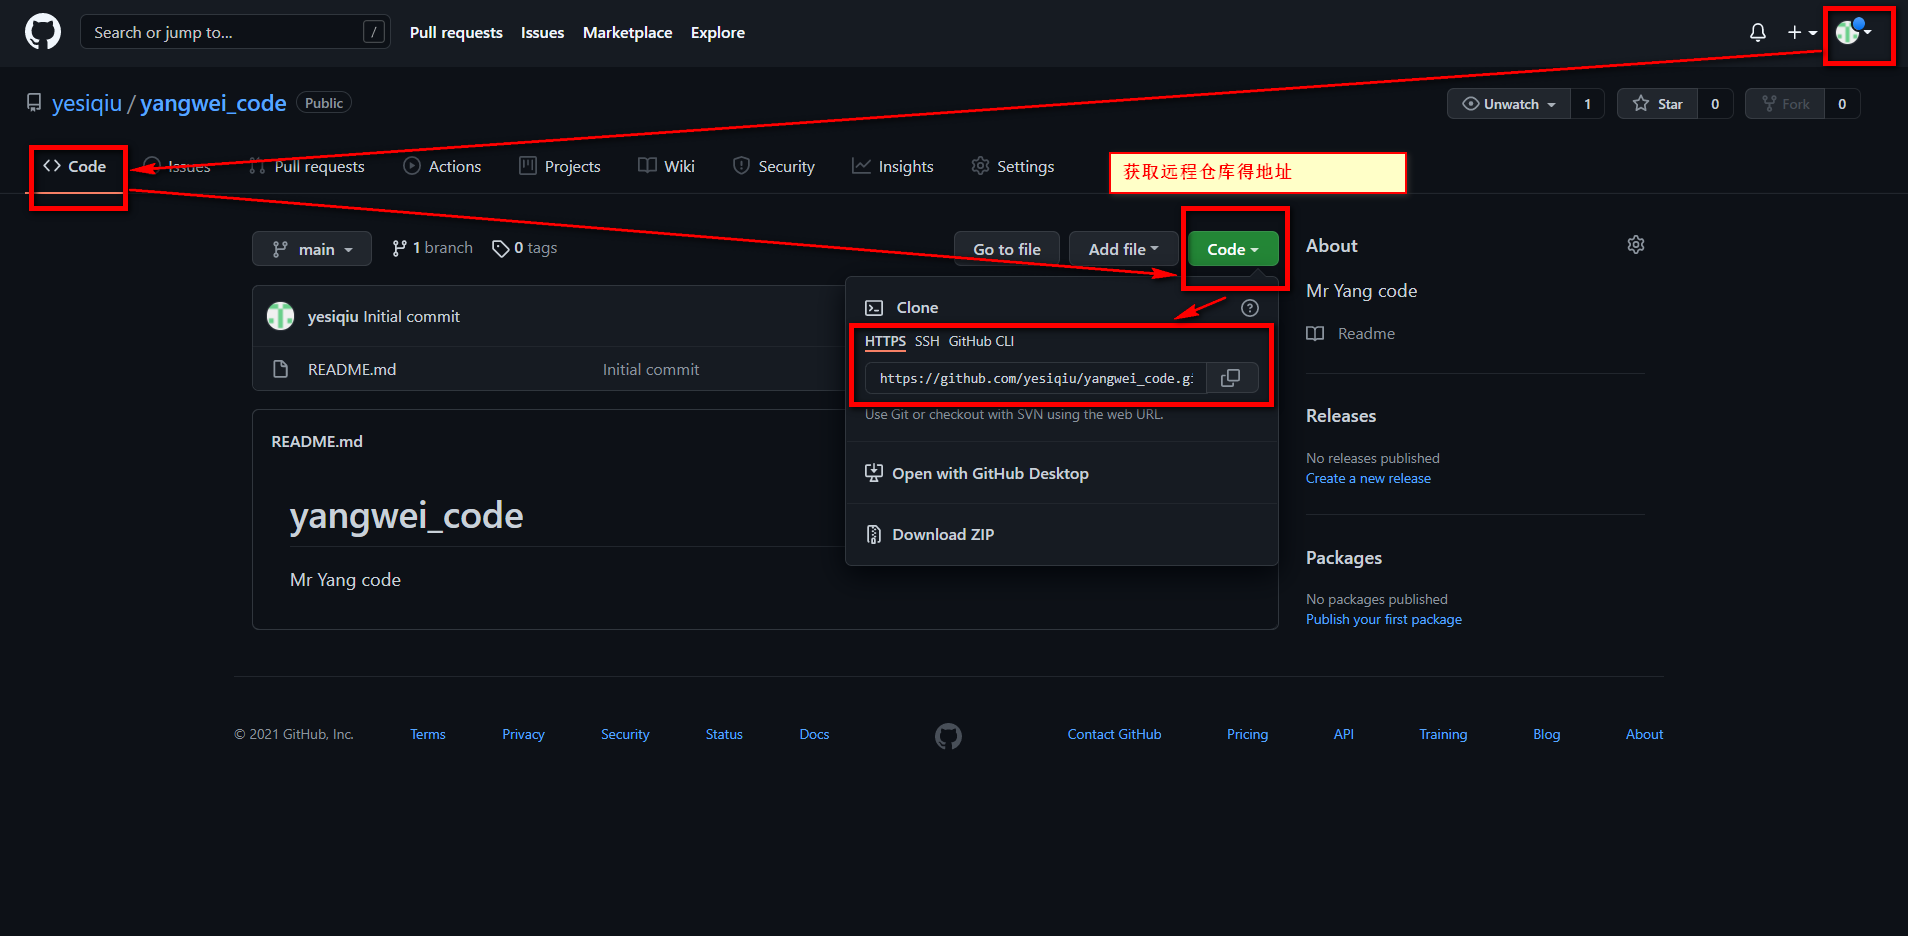 Search or jump to... /
Pull requests Issues Marketplace Explore
yesiqiu / yangwei_code Public
Unwatch 1 Star 0 Fork 0
Code Issues Pull requests Actions Projects Wiki Security Insights Settings
获取远程仓库得地址
main 1 branch 0 tags Go to file Add file Code
About
Mr Yang code
Readme
Clone
HTTPS SSH GitHub CLI
https://github.com/yesiqiu/yangwei_code.gi
Use Git or checkout with SVN using the web URL.
Open with GitHub Desktop
Download ZIP
yesiqiu Initial commit
README.md Initial commit
README.md
yangwei_code
Mr Yang code
Releases
No releases published
Create a new release
Packages
No packages published
Publish your first package
© 2021 GitHub, Inc. Terms Privacy Security Status Docs Contact GitHub Pricing API Training Blog About